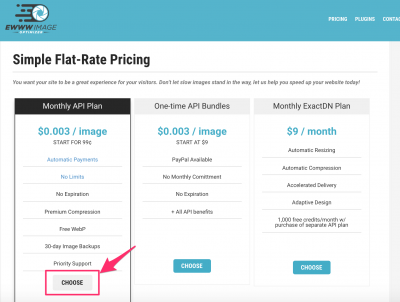 EWWW IMAGE
OPTIMIZER
PRICING PLUGINS CONTAC
Simple Flat-Rate Pricing
You want your site to be a great experience for your visitors. Don't let slow images stand in the way, let us help you speed up your website today!
Monthly API Plan
$0.003 / image
START FOR 99¢
Automatic Payments
No Limits
No Expiration
Premium Compression
Free WebP
30-day Image Backups
Priority Support
CHOOSE
One-time API Bundles
$0.003 / image
START AT $9
PayPal Available
No Monthly Comittment
No Expiration
+ All API benefits
CHOOSE
Monthly ExactDN Plan
$9 / month
Automatic Resizing
Automatic Compression
Accelerated Delivery
Adaptive Design
1,000 free credits/month w/
purchase of separate API plan
CHOOSE